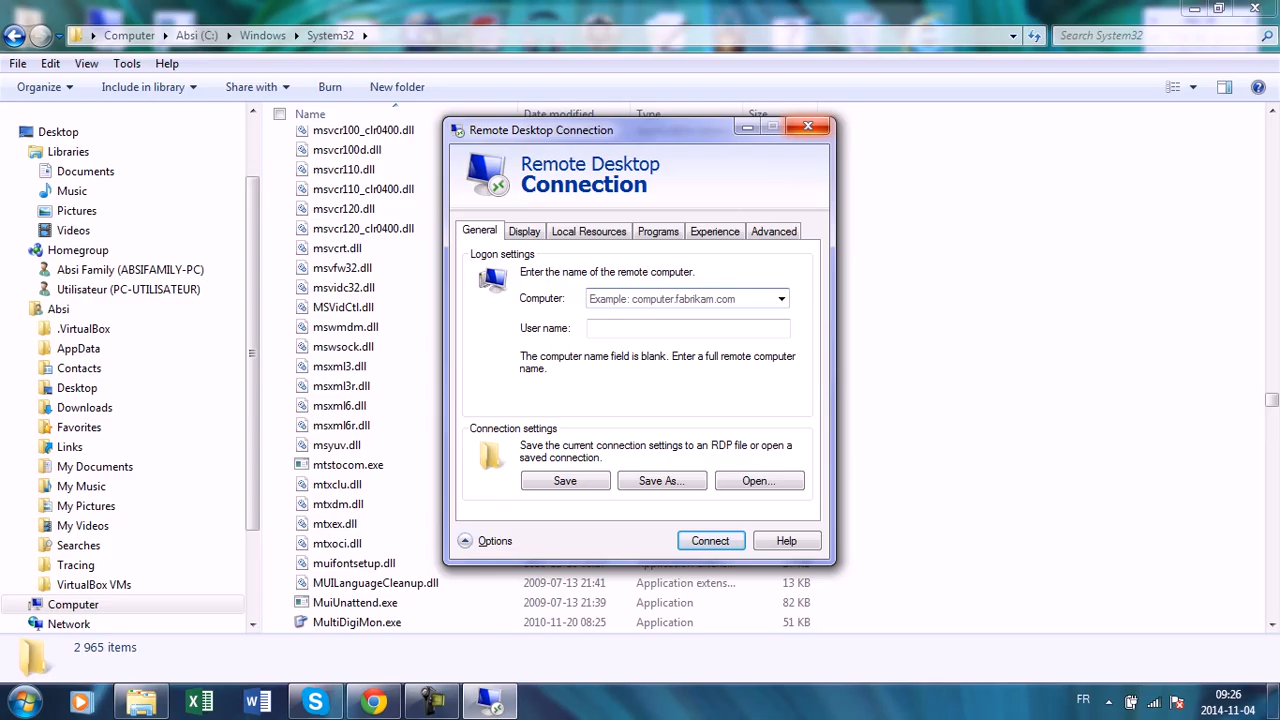 Computer Absi (C:) Windows System32
Search System32
File Edit View Tools Help
Organize Include in library Share with Burn New folder
Desktop
Libraries
Documents
Music
Pictures
Videos
Homegroup
Absi Family (ABSIFAMILY-PC)
Utilisateur (PC-UTILISATEUR)
Absi
.VirtualBox
AppData
Contacts
Desktop
Downloads
Favorites
Links
My Documents
My Music
My Pictures
My Videos
Searches
Tracing
VirtualBox VMs
Computer
Network
Name Date modified Type Size
msvcr100_clr0400.dll
msvcr100d.dll
msvcr110.dll
msvcr110_clr0400.dll
msvcr120.dll
msvcr120_clr0400.dll
msvcrt.dll
msvfw32.dll
msvidc32.dll
MSVidCtl.dll
mswmdm.dll
mswsock.dll
msxml3.dll
msxml3r.dll
msxml6.dll
msxml6r.dll
msyuv.dll
mtstocom.exe
mtxclu.dll
mtxdm.dll
mtxex.dll
mtxoci.dll
muifontsetup.dll
MUILanguageCleanup.dll 2009-07-13 21:41 Application extens... 13 KB
MuiUnattend.exe 2009-07-13 21:39 Application 82 KB
MultiDigiMon.exe 2010-11-20 08:25 Application 51 KB
Remote Desktop Connection
Remote Desktop
Connection
General Display Local Resources Programs Experience Advanced
Logon settings
Enter the name of the remote computer.
Computer: Example: computer.fabrikam.com
User name:
The computer name field is blank. Enter a full remote computer
name.
Connection settings
Save the current connection settings to an RDP file or open a
saved connection.
Save Save As... Open...
Options Connect Help
2 965 items
FR
09:26
2014-11-04